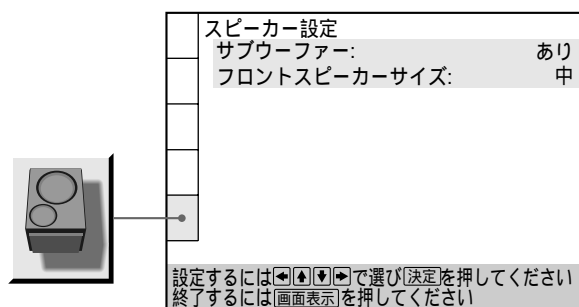 スピーカー設定
サブウーファー: あり
フロントスピーカーサイズ: 中
設定するには←↑↓→で選び決定を押してください
終了するには画面表示を押してください